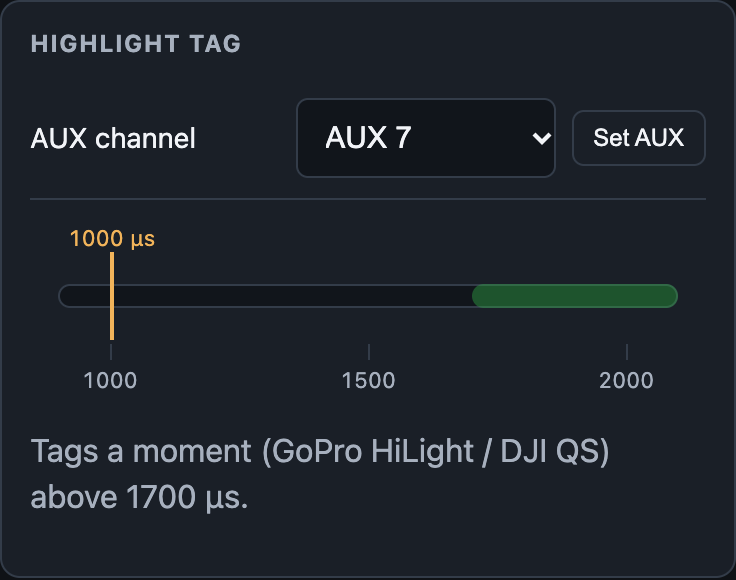 HIGHLIGHT TAG
AUX channel AUX 7 Set AUX
1000 µs
1000 1500 2000
Tags a moment (GoPro HiLight / DJI QS)
above 1700 µs.